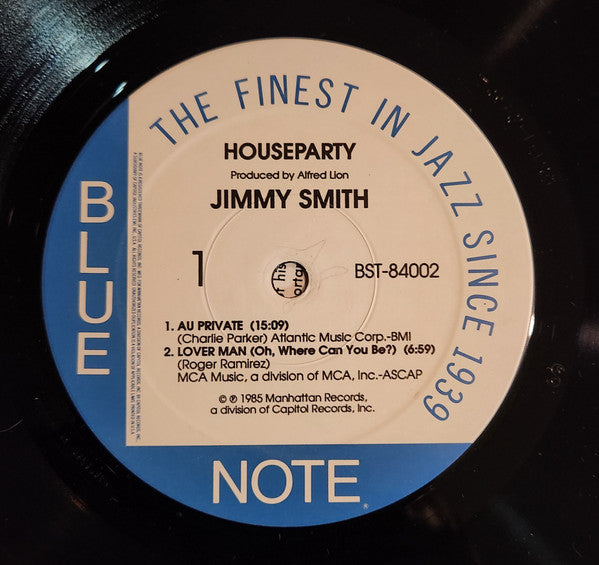 THE FINEST IN JAZZ SINCE 1939
BLUE
HOUSEPARTY
Produced by Alfred Lion
JIMMY SMITH
1
BST-84002
1. AU PRIVATE (15:09)
(Charlie Parker) Atlantic Music Corp.-BMI
2. LOVER MAN (Oh, Where Can You Be?) (6:59)
(Roger Ramirez)
MCA Music, a division of MCA, Inc.-ASCAP
© ℗ 1985 Manhattan Records,
a division of Capitol Records, Inc.
NOTE